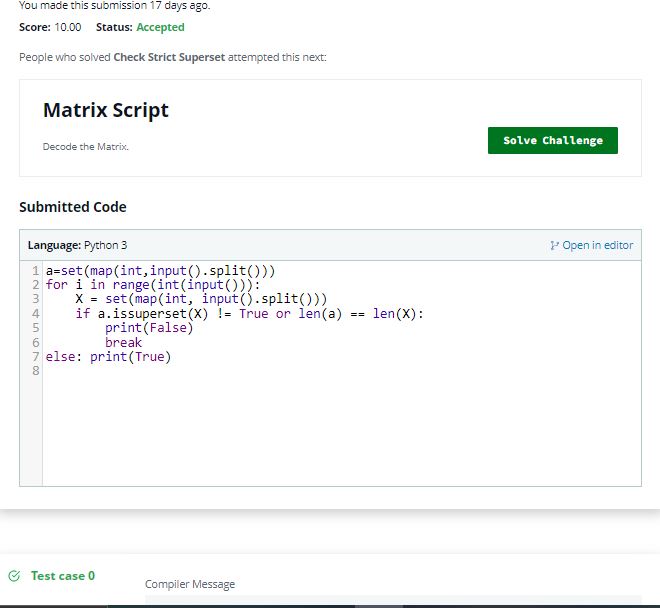 You made this submission 17 days ago.
Score: 10.00 Status: Accepted
People who solved Check Strict Superset attempted this next:
Matrix Script
Decode the Matrix.
Solve Challenge
Submitted Code
Language: Python 3
Open in editor
1 a=set(map(int,input().split()))
2 for i in range(int(input())):
3     X = set(map(int, input().split()))
4     if a.issuperset(X) != True or len(a) == len(X):
5         print(False)
6         break
7 else: print(True)
8
Test case 0
Compiler Message